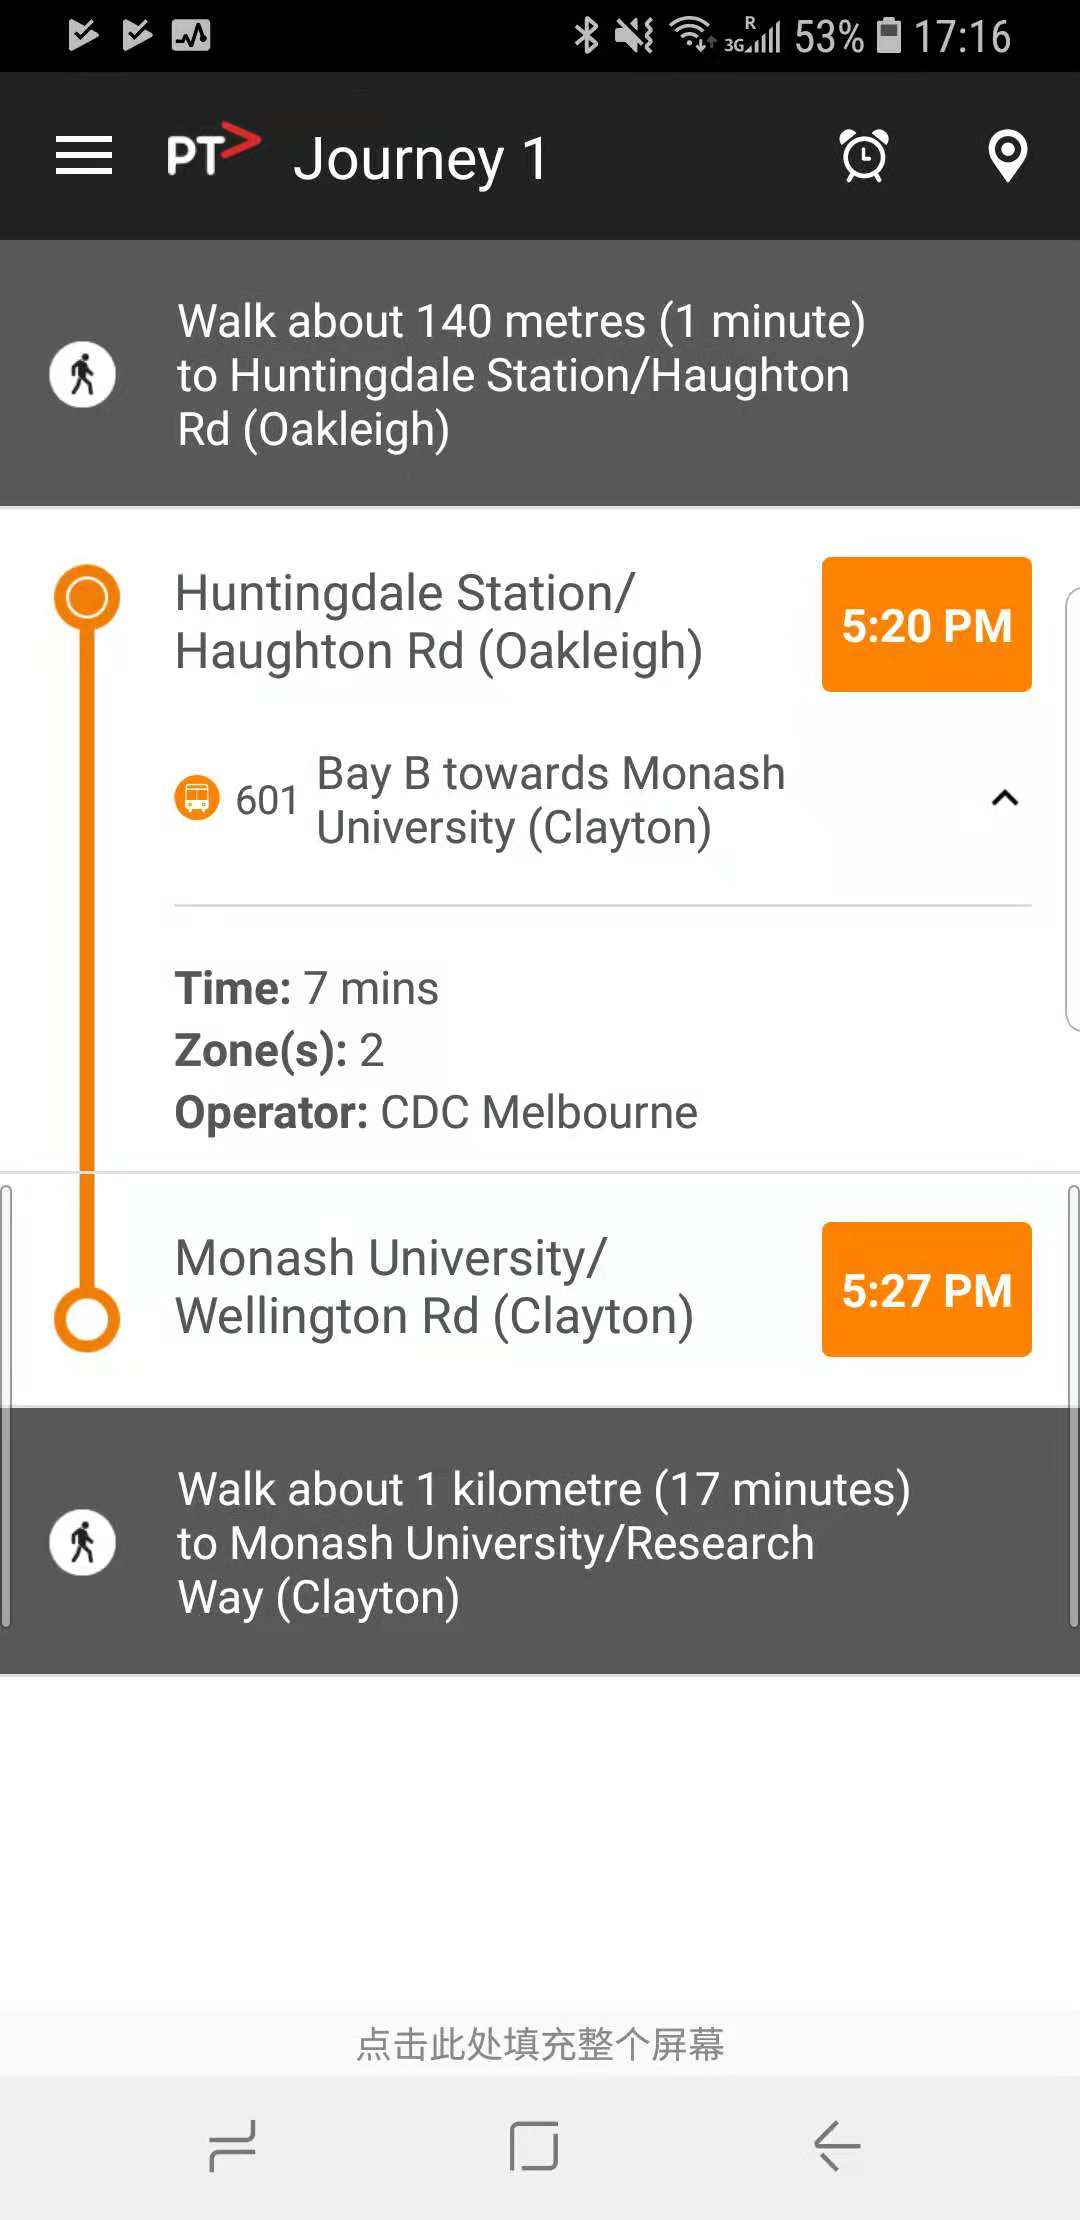 3G R 53% 17:16
PT Journey 1
Walk about 140 metres (1 minute)
to Huntingdale Station/Haughton
Rd (Oakleigh)
Huntingdale Station/
Haughton Rd (Oakleigh)
5:20 PM
601
Bay B towards Monash
University (Clayton)
Time: 7 mins
Zone(s): 2
Operator: CDC Melbourne
Monash University/
Wellington Rd (Clayton)
5:27 PM
Walk about 1 kilometre (17 minutes)
to Monash University/Research
Way (Clayton)
点击此处填充整个屏幕